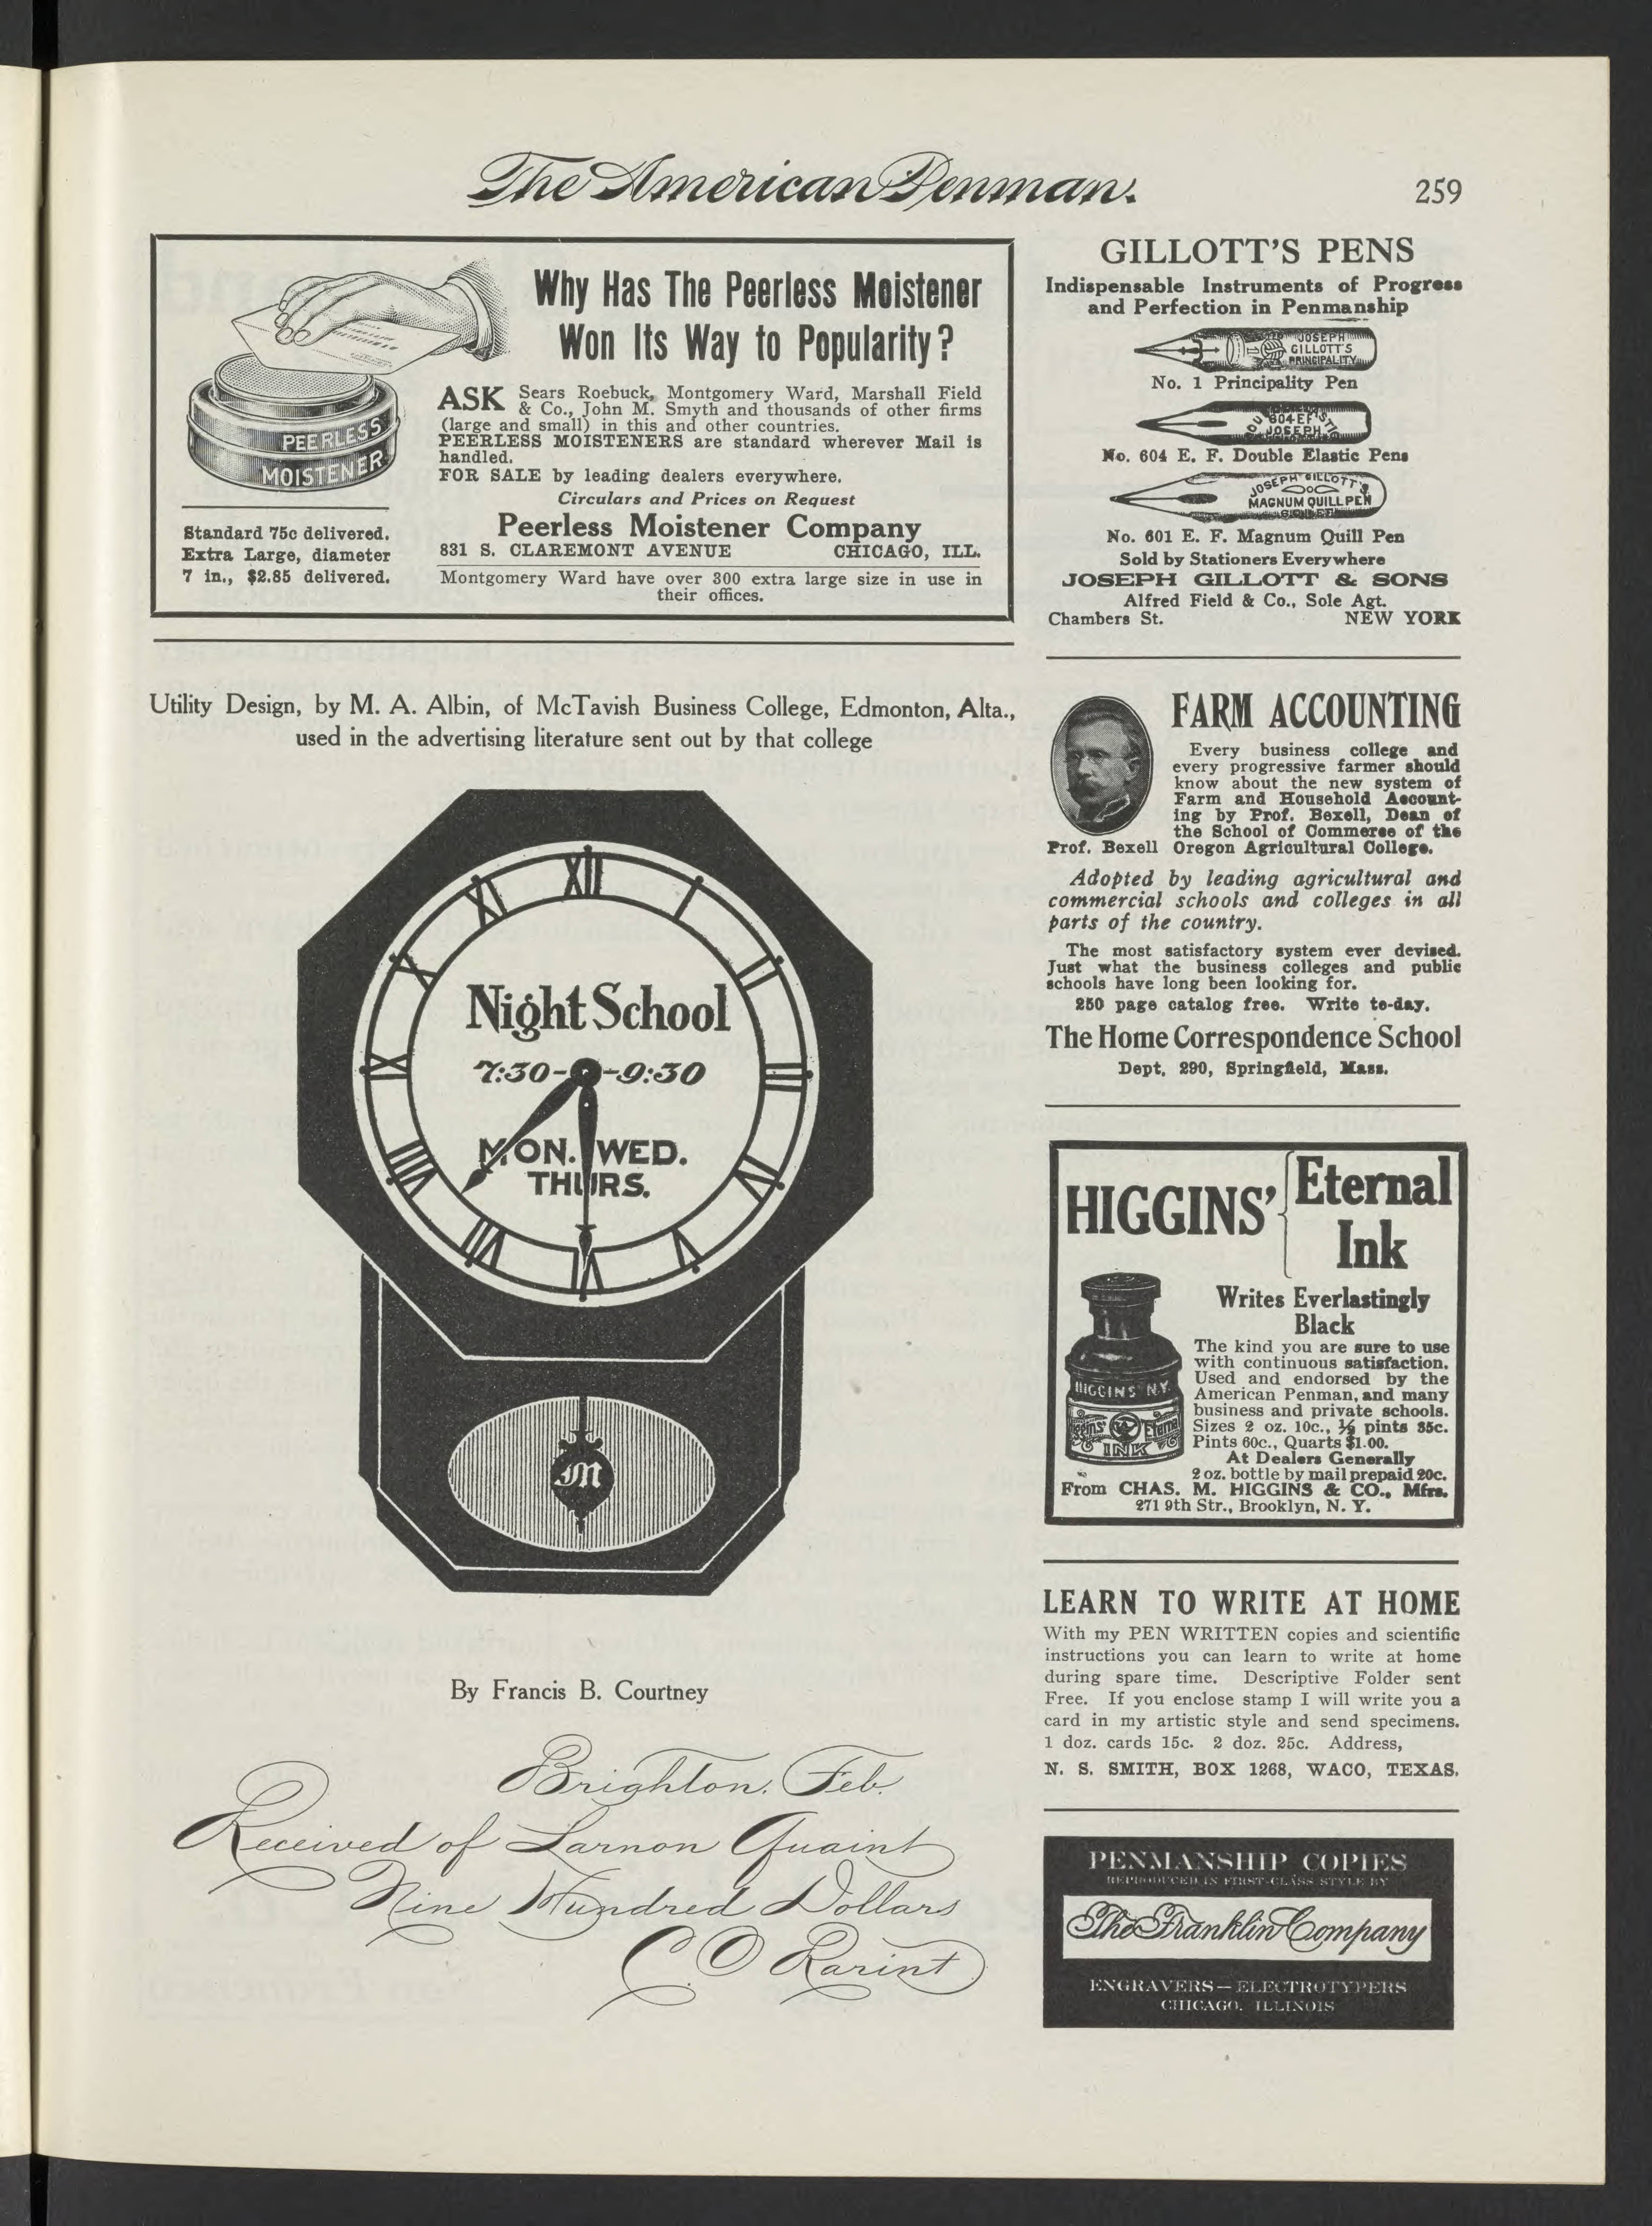 The American Penman.
259
PEERLESS
MOISTENER
Standard 75c delivered.
Extra Large, diameter
7 in., $2.85 delivered.
Why Has The Peerless Moistener
Won Its Way to Popularity?
ASK Sears Roebuck, Montgomery Ward, Marshall Field
& Co., John M. Smyth and thousands of other firms
(large and small) in this and other countries.
PEERLESS MOISTENERS are standard wherever Mail is
handled.
FOR SALE by leading dealers everywhere.
Circulars and Prices on Request
Peerless Moistener Company
831 S. CLAREMONT AVENUE CHICAGO, ILL.
Montgomery Ward have over 300 extra large size in use in
their offices.
Utility Design, by M. A. Albin, of McTavish Business College, Edmonton, Alta.,
used in the advertising literature sent out by that college
XII
I
II
III
IV
V
VI
VII
VIII
IX
X
XI
Night School
7:30--9:30
MON. WED.
THURS.
M
By Francis B. Courtney
Brighton, Feb.
Received of Larnon Quaint
Nine Hundred Dollars
C. O. Rarint
GILLOTT'S PENS
Indispensable Instruments of Progress
and Perfection in Penmanship
JOSEPH
GILLOTT'S
PRINCIPALITY
No. 1 Principality Pen
604 EF
JOSEPH
No. 604 E. F. Double Elastic Pens
JOSEPH GILLOTT'S
MAGNUM QUILL PEN
No. 601 E. F. Magnum Quill Pen
Sold by Stationers Everywhere
JOSEPH GILLOTT & SONS
Alfred Field & Co., Sole Agt.
Chambers St. NEW YORK
FARM ACCOUNTING
Every business college and
every progressive farmer should
know about the new system of
Farm and Household Account-
ing by Prof. Bexell, Dean of
the School of Commerce of the
Prof. Bexell Oregon Agricultural College.
Adopted by leading agricultural and
commercial schools and colleges in all
parts of the country.
The most satisfactory system ever devised.
Just what the business colleges and public
schools have long been looking for.
250 page catalog free. Write to-day.
The Home Correspondence School
Dept. 290, Springfield, Mass.
HIGGINS' Eternal
Ink
Writes Everlastingly
Black
The kind you are sure to use
with continuous satisfaction.
Used and endorsed by the
American Penman, and many
business and private schools.
Sizes 2 oz. 10c., ½ pints 35c.
Pints 60c., Quarts $1.00.
At Dealers Generally
2 oz. bottle by mail prepaid 20c.
From CHAS. M. HIGGINS & CO., Mfrs.
271 9th Str., Brooklyn, N. Y.
HIGGINS' N.Y.
INK
LEARN TO WRITE AT HOME
With my PEN WRITTEN copies and scientific
instructions you can learn to write at home
during spare time. Descriptive Folder sent
Free. If you enclose stamp I will write you a
card in my artistic style and send specimens.
1 doz. cards 15c. 2 doz. 25c. Address,
N. S. SMITH, BOX 1268, WACO, TEXAS.
PENMANSHIP COPIES
REPRODUCED IN FIRST-CLASS STYLE BY
The Franklin Company
ENGRAVERS — ELECTROTYPERS
CHICAGO, ILLINOIS